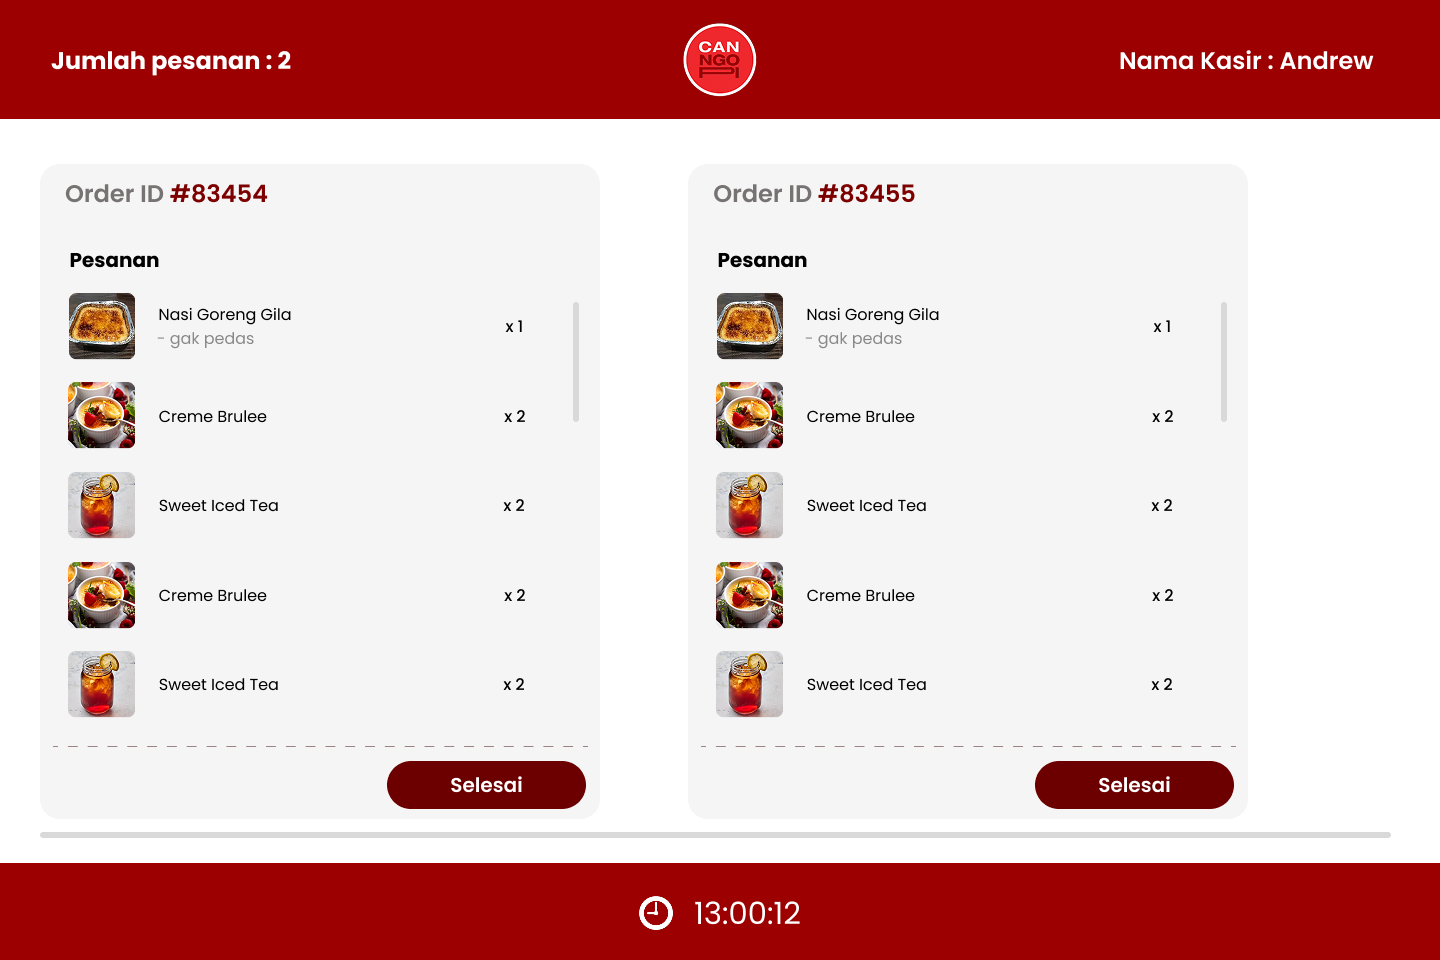 Jumlah pesanan : 2
CAN
NGO
PI
Nama Kasir : Andrew
Order ID #83454
Pesanan
Nasi Goreng Gila
- gak pedas
x 1
Creme Brulee
x 2
Sweet Iced Tea
x 2
Creme Brulee
x 2
Sweet Iced Tea
x 2
Selesai
Order ID #83455
Pesanan
Nasi Goreng Gila
- gak pedas
x 1
Creme Brulee
x 2
Sweet Iced Tea
x 2
Creme Brulee
x 2
Sweet Iced Tea
x 2
Selesai
13:00:12